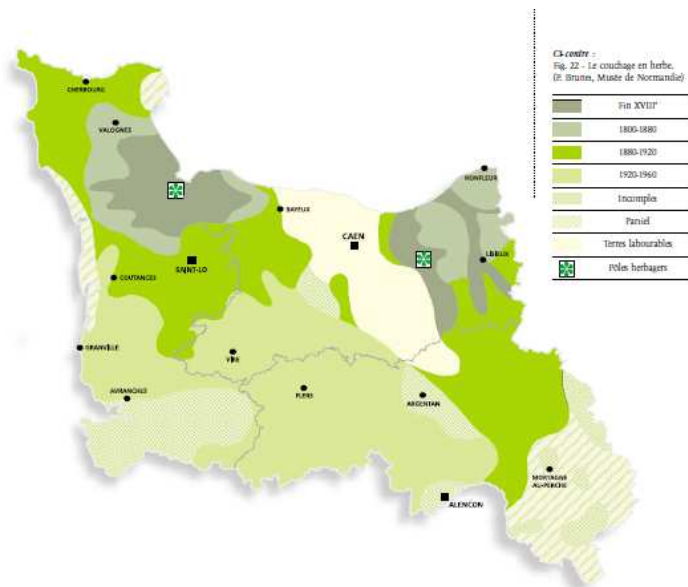 Ci-contre :
Fig. 22 - Le couchage en herbe.
(P. Brunet, Musée de Normandie)
Fin XVIIIe
1800-1880
1880-1920
1920-1960
Incomplet
Partiel
Terres labourables
Pôles herbagers
CHERBOURG
VALOGNES
HONFLEUR
BAYEUX
CAEN
LISIEUX
SAINT-LO
COUTANCES
GRANVILLE
VIRE
AVRANCHES
FLERS
ARGENTAN
MORTAGNE
AU-PERCHE
ALENCON